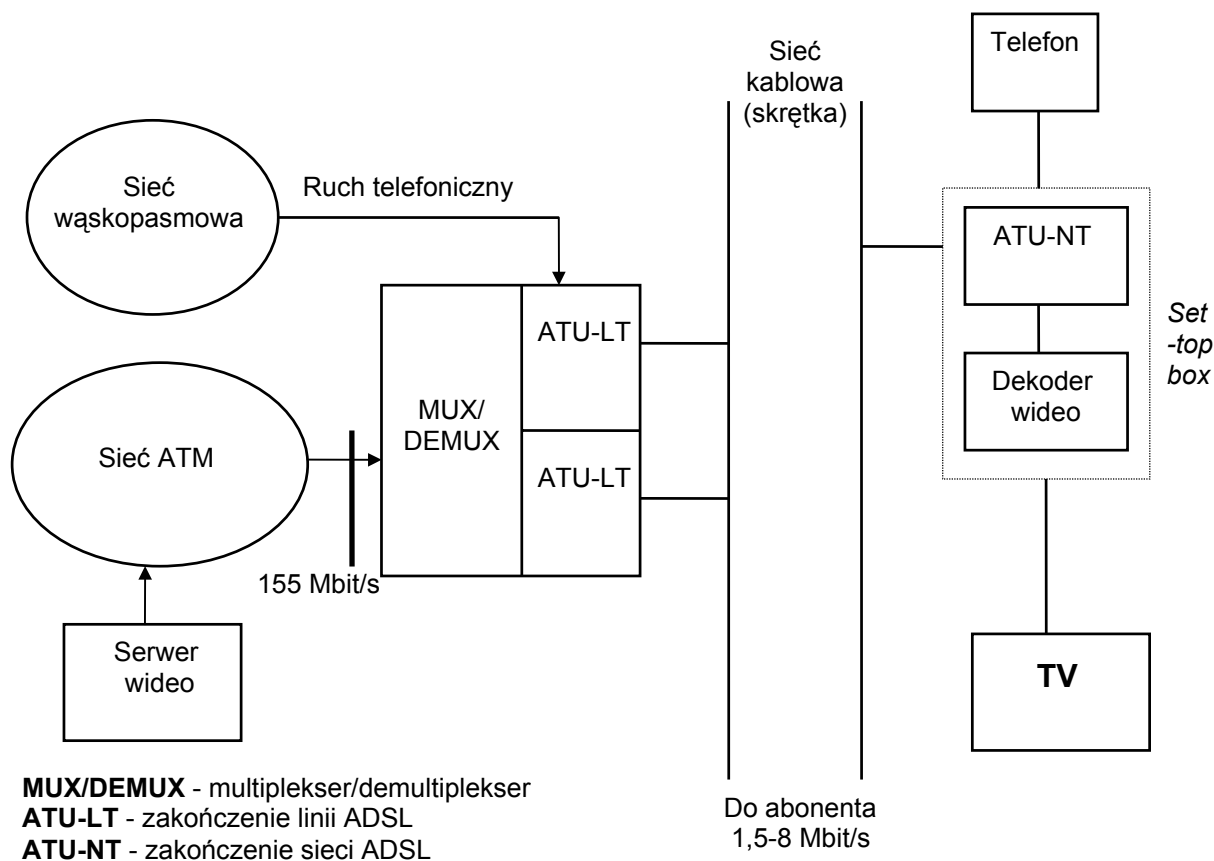 Sieć
wąskopasmowa
Ruch telefoniczny
Sieć ATM
155 Mbit/s
Serwer
wideo
MUX/
DEMUX
ATU-LT
ATU-LT
Sieć
kablowa
(skrętka)
Do abonenta
1,5-8 Mbit/s
Telefon
ATU-NT
Dekoder
wideo
Set
-top
box
TV
MUX/DEMUX - multiplekser/demultiplekser
ATU-LT - zakończenie linii ADSL
ATU-NT - zakończenie sieci ADSL